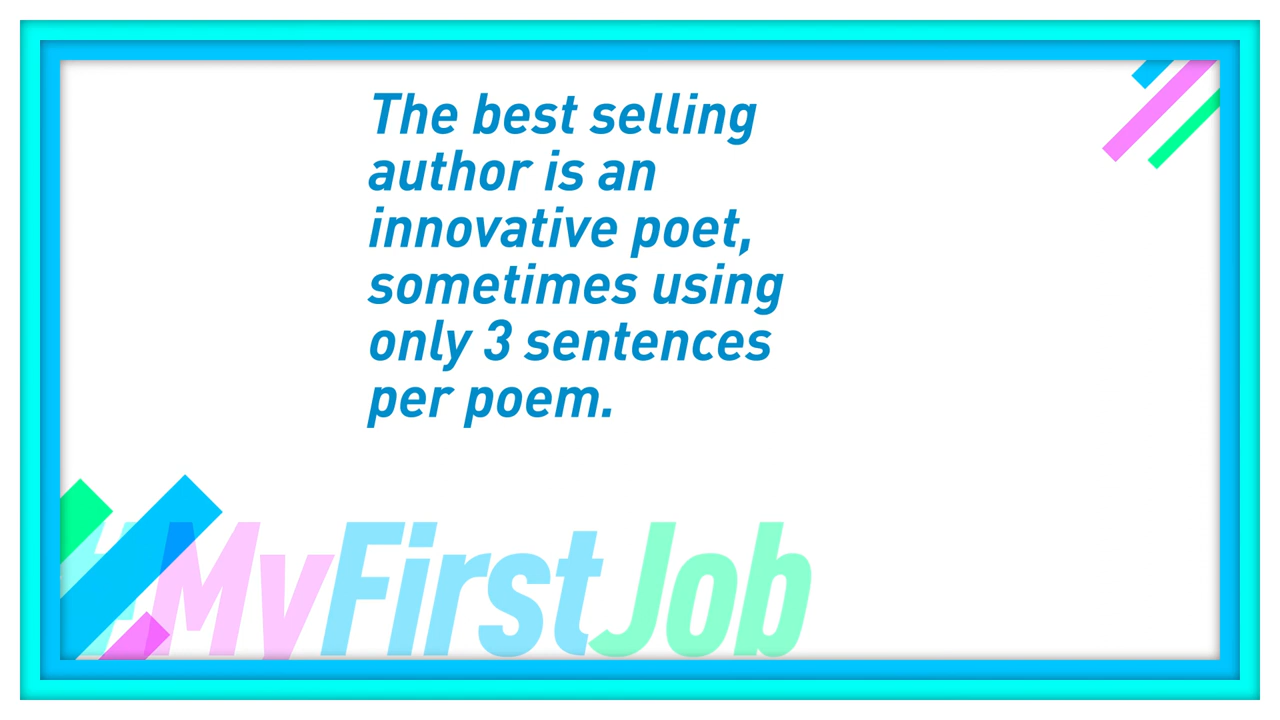 The best selling
author is an
innovative poet,
sometimes using
only 3 sentences
per poem.
#MyFirstJob